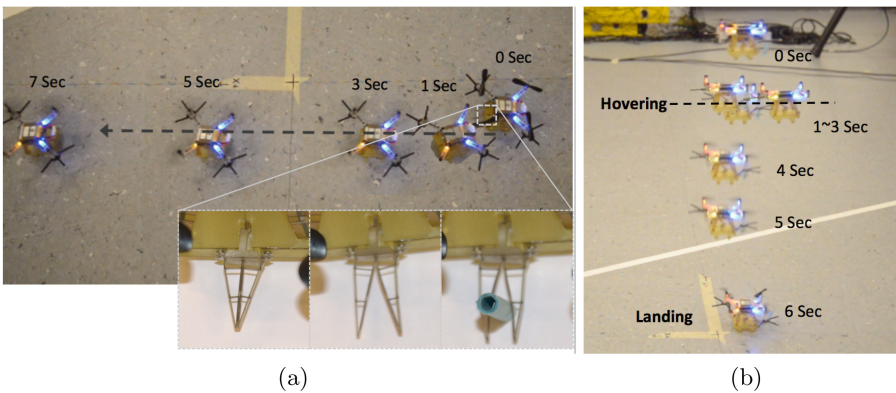 0 Sec
7 Sec
5 Sec
3 Sec
1 Sec
0 Sec
Hovering
1~3 Sec
4 Sec
5 Sec
Landing
6 Sec
(a)
(b)